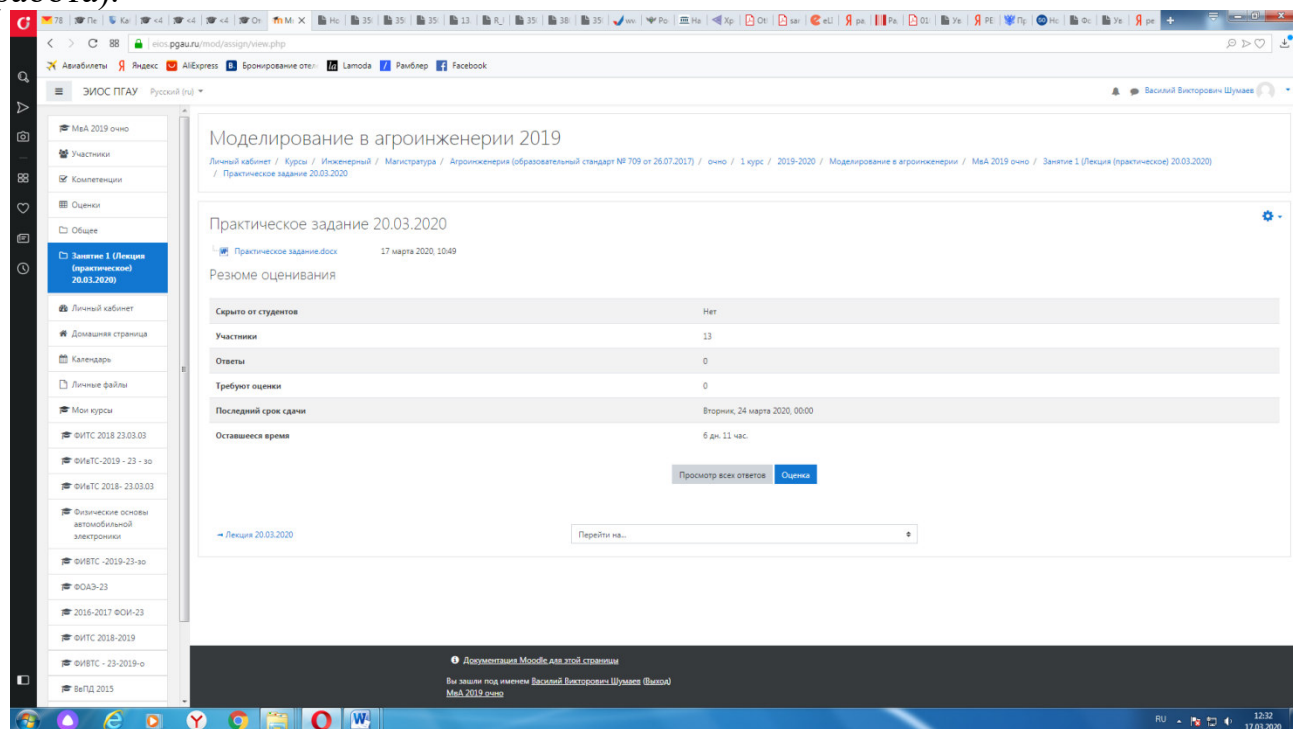 работа).
eios.pgau.ru/mod/assign/view.php
Авиабилеты Яндекс AliExpress Бронирование отел Lamoda Рамблер Facebook
ЭИОС ПГАУ Русский (ru)
Василий Викторович Шумаев
МвА 2019 очно
Участники
Компетенции
Оценки
Общее
Занятие 1 (Лекция
(практическое)
20.03.2020)
Личный кабинет
Домашняя страница
Календарь
Личные файлы
Мои курсы
ФИТС 2018 23.03.03
ФИвТС-2019 - 23 - зо
ФИвТС 2018- 23.03.03
Физические основы
автомобильной
электроники
ФИВТС -2019-23-зо
ФОАЭ-23
2016-2017 ФОИ-23
ФИТС 2018-2019
ФИВТС - 23-2019-о
ВеПД 2015
Моделирование в агроинженерии 2019
Личный кабинет / Курсы / Инженерный / Магистратура / Агроинженерия (образовательный стандарт № 709 от 26.07.2017) / очно / 1 курс / 2019-2020 / Моделирование в агроинженерии / МвА 2019 очно / Занятие 1 (Лекция (практическое) 20.03.2020)
/ Практическое задание 20.03.2020
Практическое задание 20.03.2020
Практическое задание.docx 17 марта 2020, 10:49
Резюме оценивания
Скрыто от студентов Нет
Участники 13
Ответы 0
Требуют оценки 0
Последний срок сдачи Вторник, 24 марта 2020, 00:00
Оставшееся время 6 дн. 11 час.
Просмотр всех ответов Оценка
→ Лекция 20.03.2020 Перейти на...
Документация Moodle для этой страницы
Вы зашли под именем Василий Викторович Шумаев (Выход)
МвА 2019 очно
RU 12:32
17.03.2020